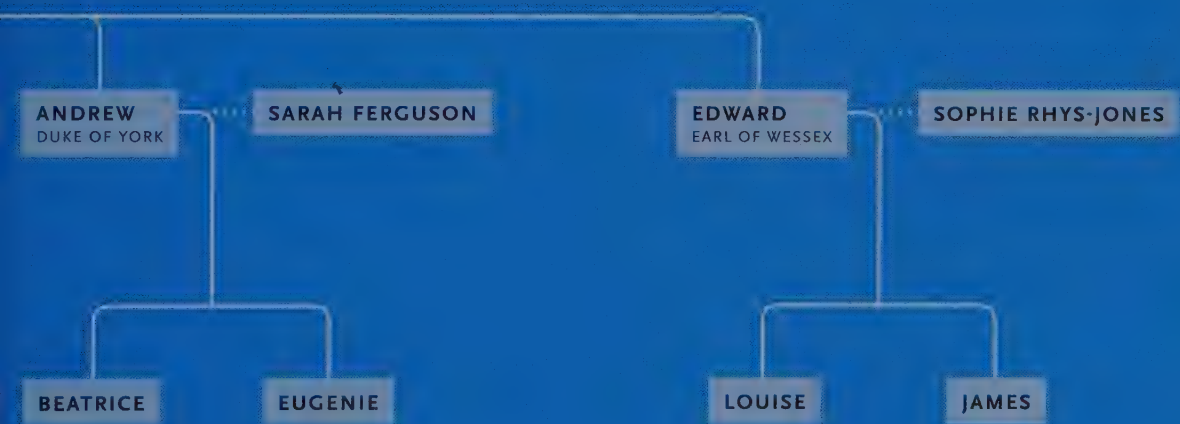 ANDREW
DUKE OF YORK
SARAH FERGUSON
EDWARD
EARL OF WESSEX
SOPHIE RHYS-JONES
BEATRICE
EUGENIE
LOUISE
JAMES